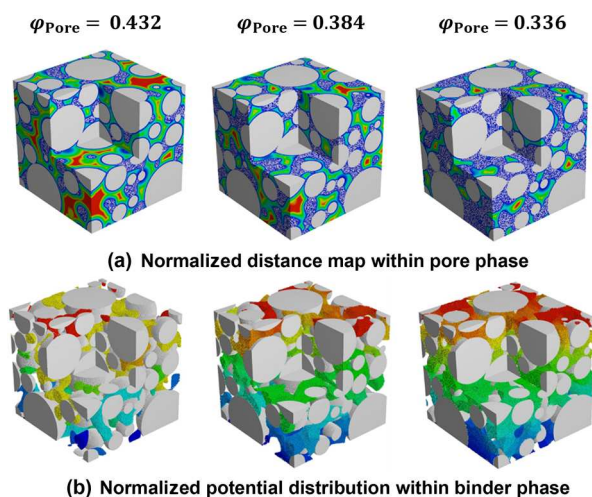 φPore = 0.432 φPore = 0.384 φPore = 0.336
(a) Normalized distance map within pore phase
(b) Normalized potential distribution within binder phase